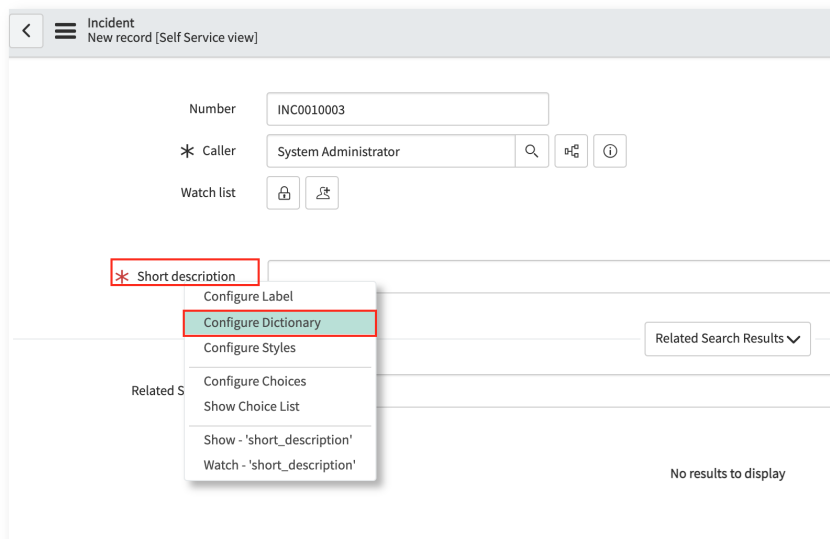 Incident
New record [Self Service view]
Number
INC0010003
Caller
System Administrator
Watch list
Short description
Configure Label
Configure Dictionary
Configure Styles
Related Search Results
Configure Choices
Related S
Show Choice List
Show - 'short_description'
Watch - 'short_description'
No results to display